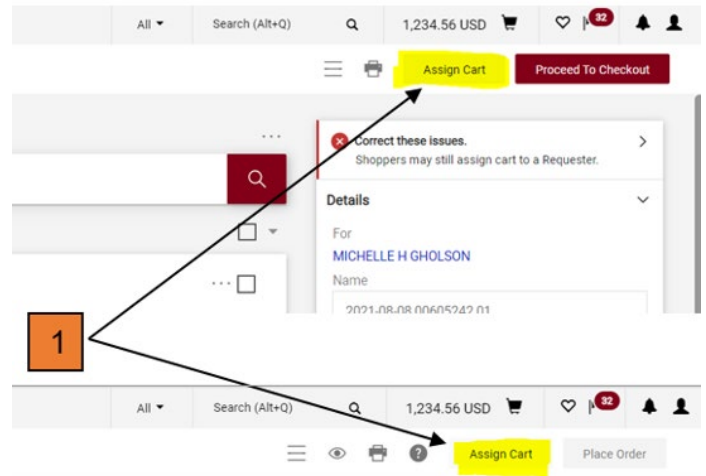 All Search (Alt+Q) 1,234.56 USD 32
Assign Cart Proceed To Checkout
Correct these issues.
Shoppers may still assign cart to a Requester.
Details
For
MICHELLE H GHOLSON
Name
2021-08-08 00605242 01
1
All Search (Alt+Q) 1,234.56 USD 32
? Assign Cart Place Order